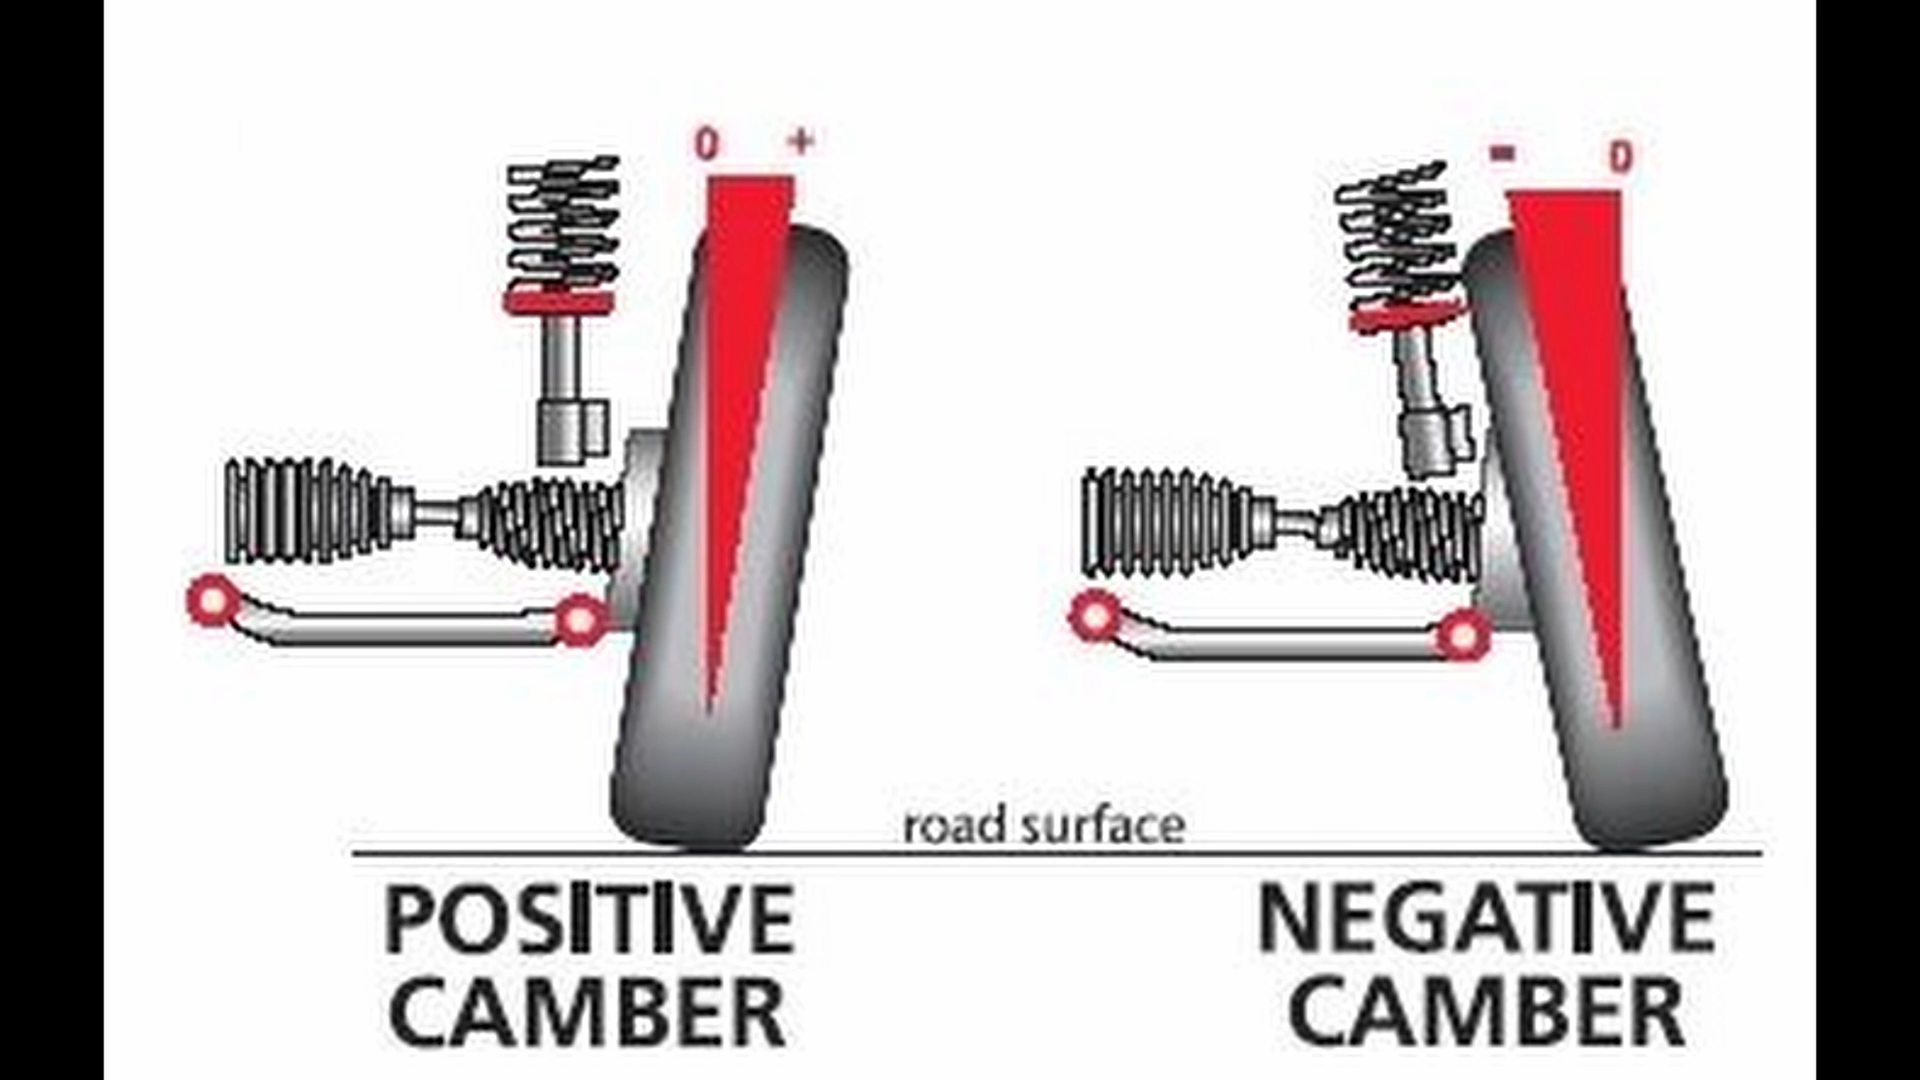 0 +
- 0
road surface
POSITIVE
CAMBER
NEGATIVE
CAMBER